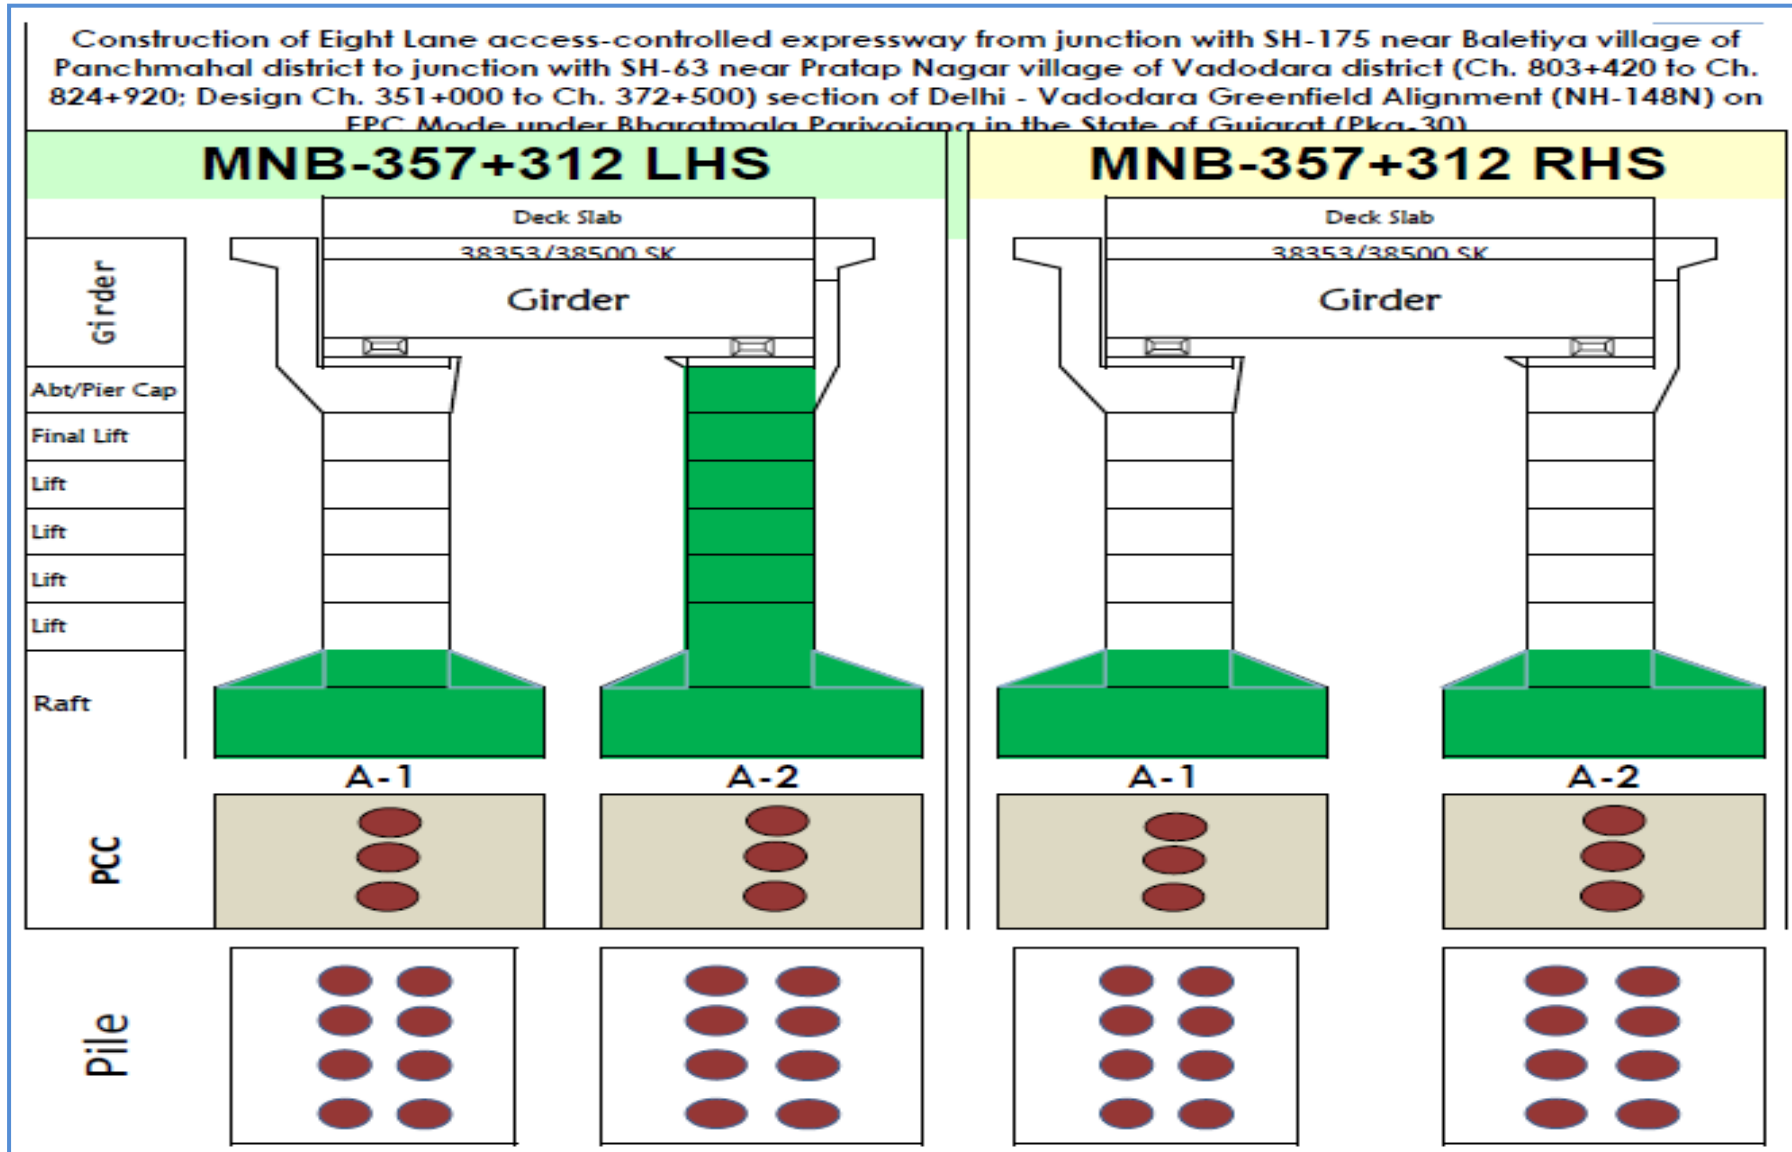 Construction of Eight Lane access-controlled expressway from junction with SH-175 near Baletiya village of
Panchmahal district to junction with SH-63 near Pratap Nagar village of Vadodara district (Ch. 803+420 to Ch.
824+920; Design Ch. 351+000 to Ch. 372+500) section of Delhi - Vadodara Greenfield Alignment (NH-148N) on
EPC Mode under Bharatmala Pariyojana in the State of Gujarat (Pkg-30)
MNB-357+312 LHS
MNB-357+312 RHS
Deck Slab
Deck Slab
38353/38500 SK
38353/38500 SK
Girder
Girder
Girder
Abt/Pier Cap
Final Lift
Lift
Lift
Lift
Lift
Raft
A-1
A-2
A-1
A-2
PCC
Pile